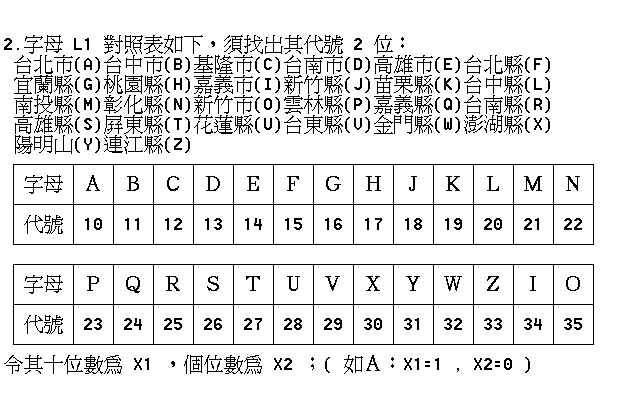 2.字母 L1 對照表如下，須找出其代號 2 位：
台北市(A)台中市(B)基隆市(C)台南市(D)高雄市(E)台北縣(F)
宜蘭縣(G)桃園縣(H)嘉義市(I)新竹縣(J)苗栗縣(K)台中縣(L)
南投縣(M)彰化縣(N)新竹市(O)雲林縣(P)嘉義縣(Q)台南縣(R)
高雄縣(S)屏東縣(T)花蓮縣(U)台東縣(V)金門縣(W)澎湖縣(X)
陽明山(Y)連江縣(Z)
字母 A B C D E F G H J K L M N
代號 10 11 12 13 14 15 16 17 18 19 20 21 22
字母 P Q R S T U V X Y W Z I O
代號 23 24 25 26 27 28 29 30 31 32 33 34 35
令其十位數為 X1 ，個位數為 X2 ；( 如A：X1=1 , X2=0 )